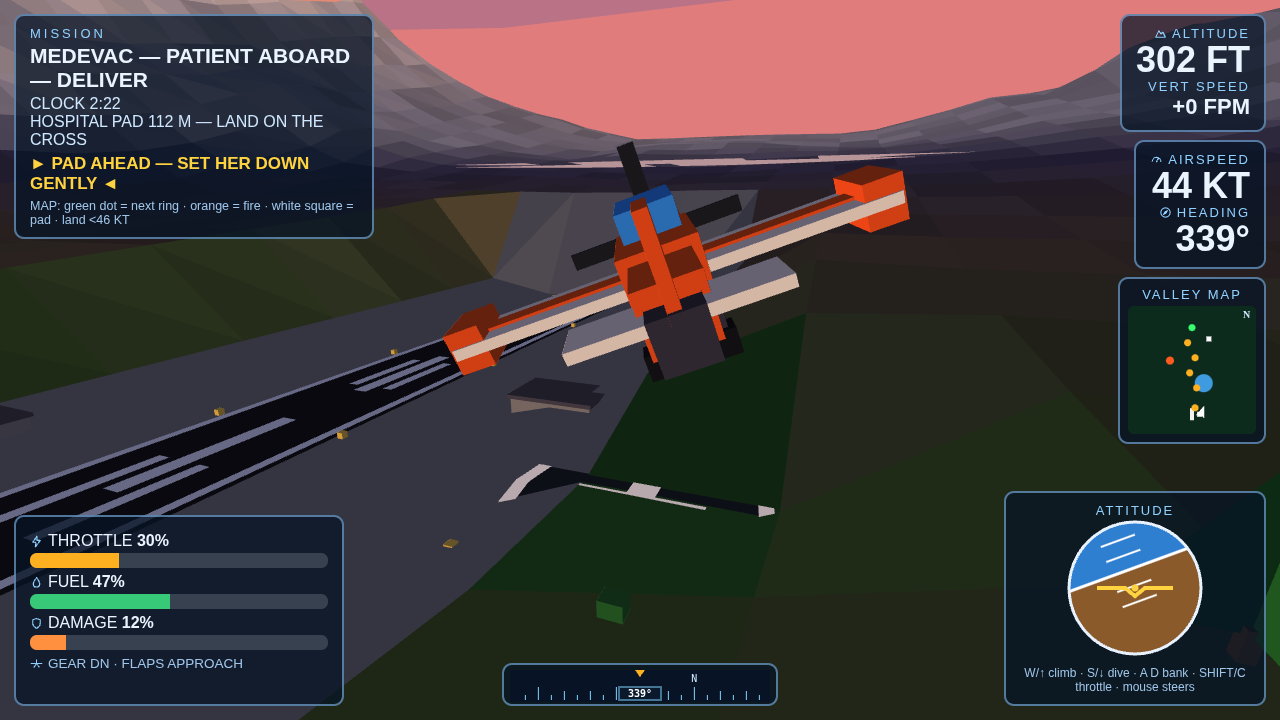 MISSION
MEDEVAC — PATIENT ABOARD
— DELIVER
CLOCK 2:22
HOSPITAL PAD 112 M — LAND ON THE
CROSS
► PAD AHEAD — SET HER DOWN
GENTLY ◄
MAP: green dot = next ring · orange = fire · white square =
pad · land <46 KT
ALTITUDE
302 FT
VERT SPEED
+0 FPM
AIRSPEED
44 KT
HEADING
339°
VALLEY MAP
N
THROTTLE 30%
FUEL 47%
DAMAGE 12%
GEAR DN · FLAPS APPROACH
N
339°
ATTITUDE
W/↑ climb · S/↓ dive · A D bank · SHIFT/C
throttle · mouse steers